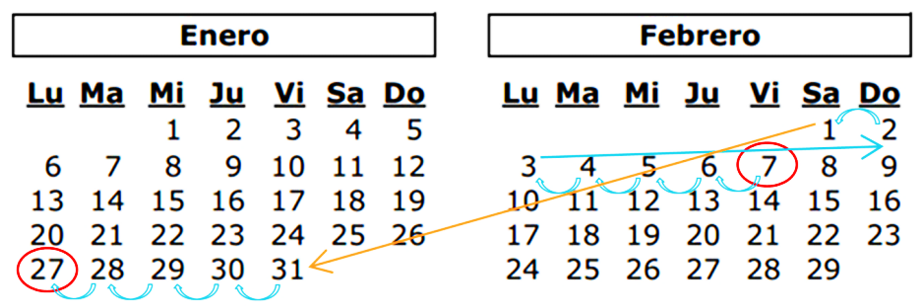 Enero
Lu Ma Mi Ju Vi Sa Do
1 2 3 4 5
6 7 8 9 10 11 12
13 14 15 16 17 18 19
20 21 22 23 24 25 26
27 28 29 30 31
Febrero
Lu Ma Mi Ju Vi Sa Do
1 2
3 4 5 6 7 8 9
10 11 12 13 14 15 16
17 18 19 20 21 22 23
24 25 26 27 28 29